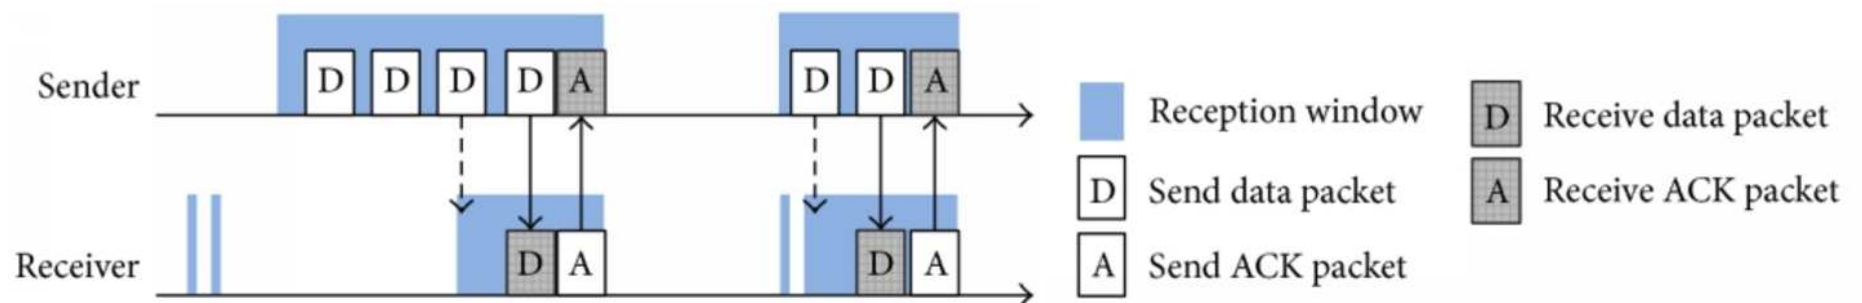 Sender
D D D D A D D A
Receiver
D A D A
Reception window
D Send data packet
A Send ACK packet
D Receive data packet
A Receive ACK packet